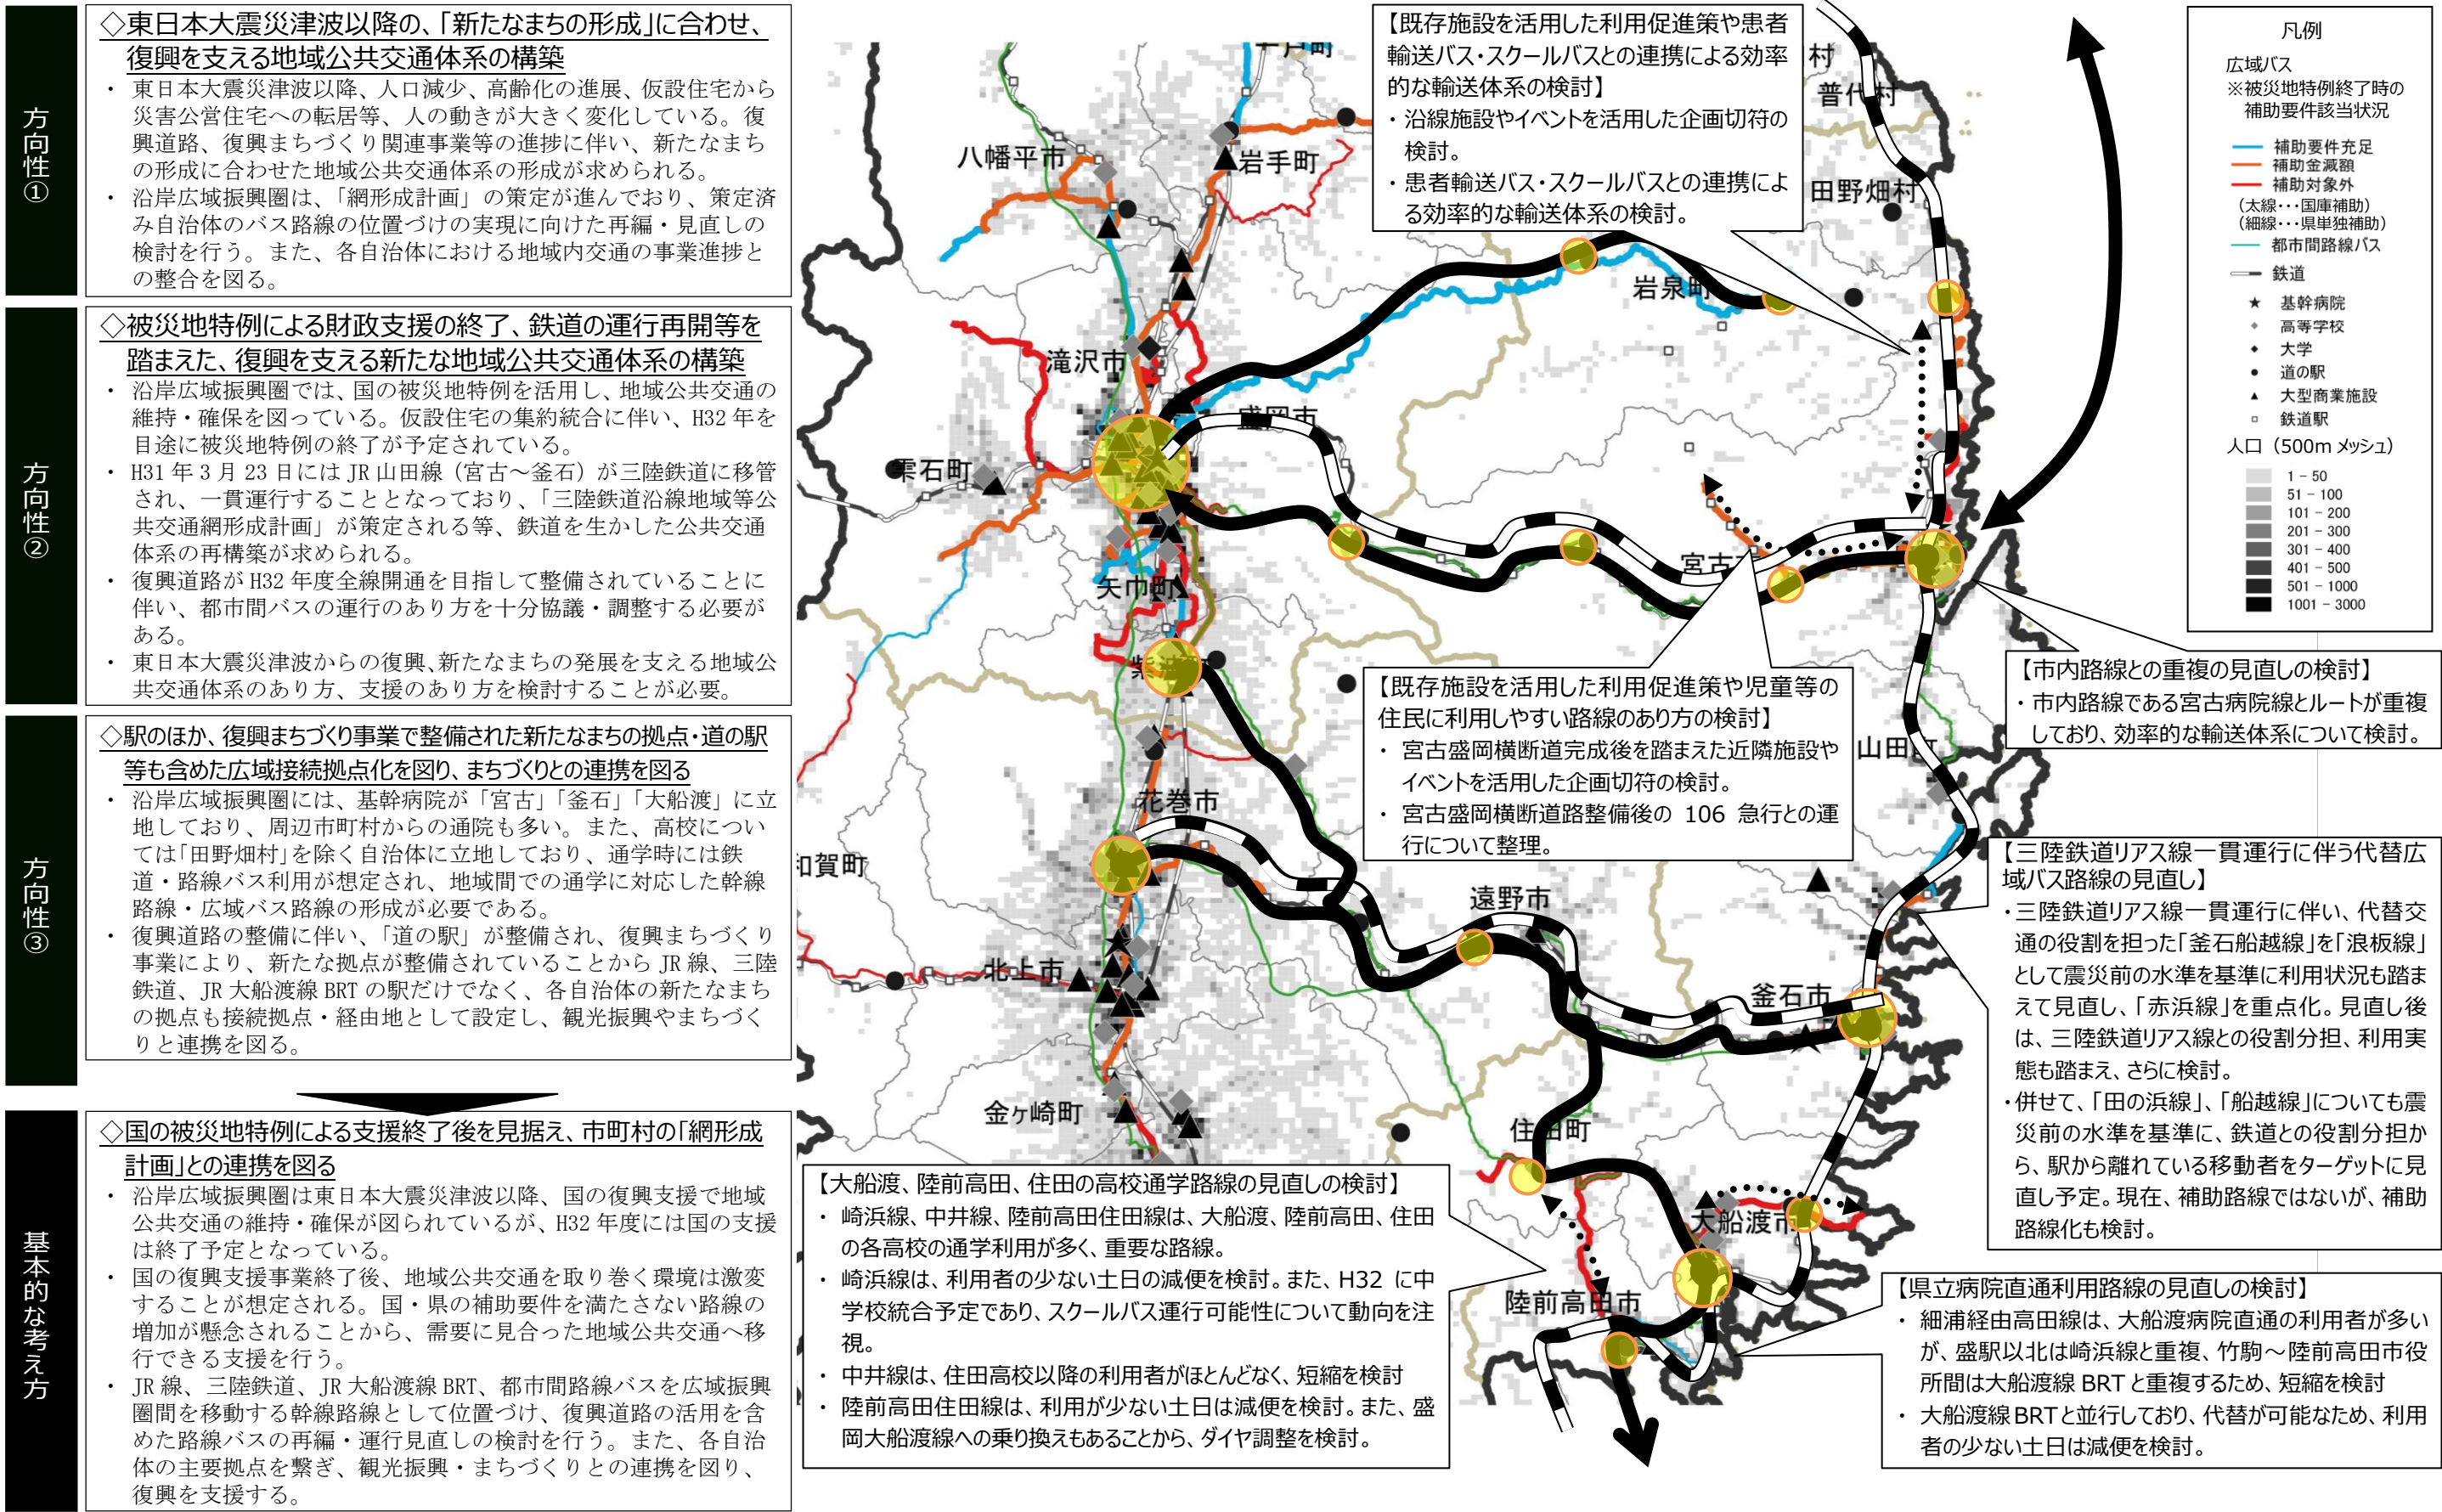 方向性①
◇東日本大震災津波以降の、「新たなまちの形成」に合わせ、
復興を支える地域公共交通体系の構築
・ 東日本大震災津波以降、人口減少、高齢化の進展、仮設住宅から
災害公営住宅への転居等、人の動きが大きく変化している。復
興道路、復興まちづくり関連事業等の進捗に伴い、新たなまち
の形成に合わせた地域公共交通体系の形成が求められる。
・ 沿岸広域振興圏は、「網形成計画」の策定が進んでおり、策定済
み自治体のバス路線の位置づけの実現に向けた再編・見直しの
検討を行う。また、各自治体における地域内交通の事業進捗と
の整合を図る。
方向性②
◇被災地特例による財政支援の終了、鉄道の運行再開等を
踏まえた、復興を支える新たな地域公共交通体系の構築
・ 沿岸広域振興圏では、国の被災地特例を活用し、地域公共交通の
維持・確保を図っている。仮設住宅の集約統合に伴い、H32 年を
目途に被災地特例の終了が予定されている。
・ H31 年 3 月 23 日には JR 山田線（宮古～釜石）が三陸鉄道に移管
され、一貫運行することとなっており、「三陸鉄道沿線地域等公
共交通網形成計画」が策定される等、鉄道を生かした公共交通
体系の再構築が求められる。
・ 復興道路が H32 年度全線開通を目指して整備されていることに
伴い、都市間バスの運行のあり方を十分協議・調整する必要が
ある。
・ 東日本大震災津波からの復興、新たなまちの発展を支える地域公
共交通体系のあり方、支援のあり方を検討することが必要。
方向性③
◇駅のほか、復興まちづくり事業で整備された新たなまちの拠点・道の駅
等も含めた広域接続拠点化を図り、まちづくりとの連携を図る
・ 沿岸広域振興圏には、基幹病院が「宮古」「釜石」「大船渡」に立
地しており、周辺市町村からの通院も多い。また、高校につい
ては「田野畑村」を除く自治体に立地しており、通学時には鉄
道・路線バス利用が想定され、地域間での通学に対応した幹線
路線・広域バス路線の形成が必要である。
・ 復興道路の整備に伴い、「道の駅」が整備され、復興まちづくり
事業により、新たな拠点が整備されていることから JR 線、三陸
鉄道、JR 大船渡線 BRT の駅だけでなく、各自治体の新たなまち
の拠点も接続拠点・経由地として設定し、観光振興やまちづく
りと連携を図る。
基本的な考え方
◇国の被災地特例による支援終了後を見据え、市町村の「網形成
計画」との連携を図る
・ 沿岸広域振興圏は東日本大震災津波以降、国の復興支援で地域
公共交通の維持・確保が図られているが、H32 年度には国の支援
は終了予定となっている。
・ 国の復興支援事業終了後、地域公共交通を取り巻く環境は激変
することが想定される。国・県の補助要件を満たさない路線の
増加が懸念されることから、需要に見合った地域公共交通へ移
行できる支援を行う。
・ JR 線、三陸鉄道、JR 大船渡線 BRT、都市間路線バスを広域振興
圏間を移動する幹線路線として位置づけ、復興道路の活用を含
めた路線バスの再編・運行見直しの検討を行う。また、各自治
体の主要拠点を繋ぎ、観光振興・まちづくりとの連携を図り、
復興を支援する。
【既存施設を活用した利用促進策や患者
輸送バス・スクールバスとの連携による効率
的な輸送体系の検討】
・沿線施設やイベントを活用した企画切符の
検討。
・患者輸送バス・スクールバスとの連携によ
る効率的な輸送体系の検討。
村
普代村
田野畑村
八幡平市
岩手町
岩泉町
滝沢市
盛岡市
雫石町
宮古
矢巾町
山田町
花巻市
和賀町
遠野市
北上市
釜石市
金ヶ崎町
住田町
大船渡市
陸前高田市
凡例
広域バス
※被災地特例終了時の
補助要件該当状況
補助要件充足
補助金減額
補助対象外
（太線・・・国庫補助）
（細線・・・県単独補助）
都市間路線バス
鉄道
★ 基幹病院
◆ 高等学校
◆ 大学
● 道の駅
▲ 大型商業施設
□ 鉄道駅
人口（500m メッシュ）
1 - 50
51 - 100
101 - 200
201 - 300
301 - 400
401 - 500
501 - 1000
1001 - 3000
【市内路線との重複の見直しの検討】
・市内路線である宮古病院線とルートが重複
しており、効率的な輸送体系について検討。
【既存施設を活用した利用促進策や児童等の
住民に利用しやすい路線のあり方の検討】
・ 宮古盛岡横断道完成後を踏まえた近隣施設や
イベントを活用した企画切符の検討。
・ 宮古盛岡横断道路整備後の 106 急行との運
行について整理。
【三陸鉄道リアス線一貫運行に伴う代替広
域バス路線の見直し】
・三陸鉄道リアス線一貫運行に伴い、代替交
通の役割を担った「釜石船越線」を「浪板線」
として震災前の水準を基準に利用状況も踏ま
えて見直し、「赤浜線」を重点化。見直し後
は、三陸鉄道リアス線との役割分担、利用実
態も踏まえ、さらに検討。
・併せて、「田の浜線」、「船越線」についても震
災前の水準を基準に、鉄道との役割分担か
ら、駅から離れている移動者をターゲットに見
直し予定。現在、補助路線ではないが、補助
路線化も検討。
【大船渡、陸前高田、住田の高校通学路線の見直しの検討】
・ 崎浜線、中井線、陸前高田住田線は、大船渡、陸前高田、住田
の各高校の通学利用が多く、重要な路線。
・ 崎浜線は、利用者の少ない土日の減便を検討。また、H32 に中
学校統合予定であり、スクールバス運行可能性について動向を注
視。
・ 中井線は、住田高校以降の利用者がほとんどなく、短縮を検討
・ 陸前高田住田線は、利用が少ない土日は減便を検討。また、盛
岡大船渡線への乗り換えもあることから、ダイヤ調整を検討。
【県立病院直通利用路線の見直しの検討】
・ 細浦経由高田線は、大船渡病院直通の利用者が多い
が、盛駅以北は崎浜線と重複、竹駒～陸前高田市役
所間は大船渡線 BRT と重複するため、短縮を検討
・ 大船渡線 BRT と並行しており、代替が可能なため、利用
者の少ない土日は減便を検討。